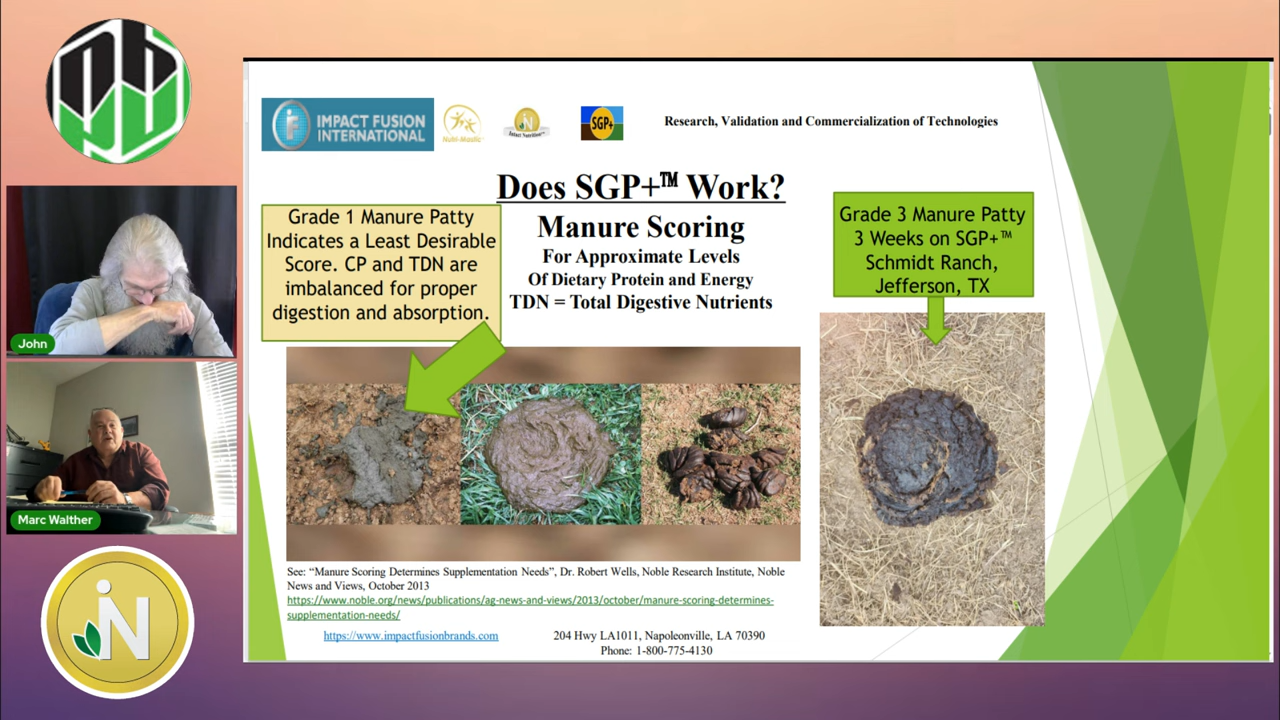 IMPACT FUSION
INTERNATIONAL
Nutri-Mastic™
Intact Nutrition™
SGP+
Research, Validation and Commercialization of Technologies
Does SGP+™ Work?
Manure Scoring
For Approximate Levels
Of Dietary Protein and Energy
TDN = Total Digestive Nutrients
Grade 1 Manure Patty
Indicates a Least Desirable
Score. CP and TDN are
imbalanced for proper
digestion and absorption.
Grade 3 Manure Patty
3 Weeks on SGP+™
Schmidt Ranch,
Jefferson, TX
John
Marc Walther
iN
See: “Manure Scoring Determines Supplementation Needs”, Dr. Robert Wells, Noble Research Institute, Noble
News and Views, October 2013
https://www.noble.org/news/publications/ag-news-and-views/2013/october/manure-scoring-determines-
supplementation-needs/
https://www.impactfusionbrands.com
204 Hwy LA1011, Napoleonville, LA 70390
Phone: 1-800-775-4130